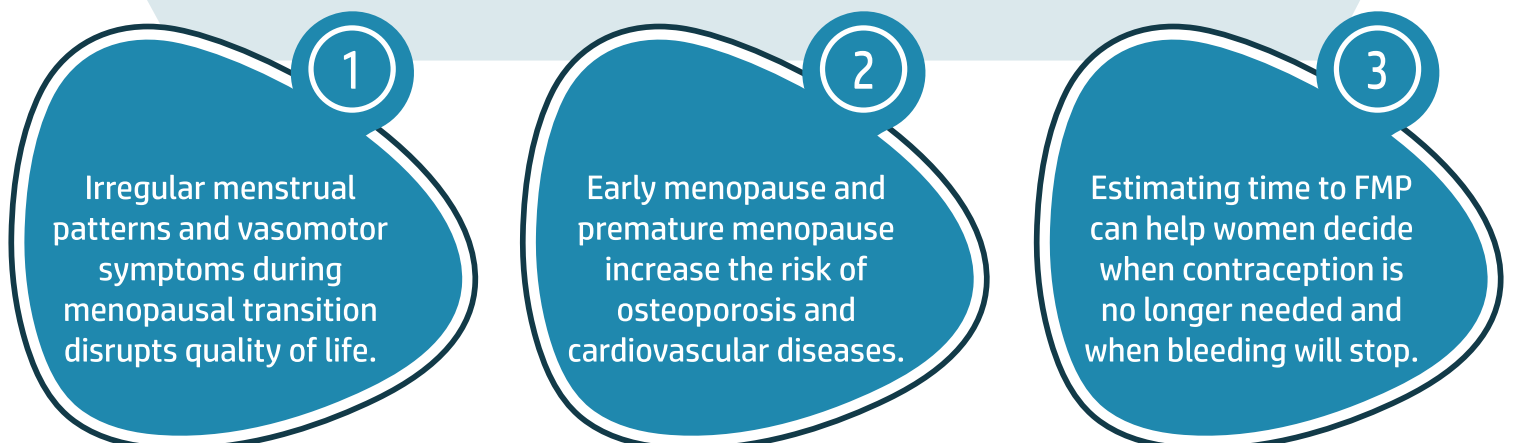 1
Irregular menstrual
patterns and vasomotor
symptoms during
menopausal transition
disrupts quality of life.
2
Early menopause and
premature menopause
increase the risk of
osteoporosis and
cardiovascular diseases.
3
Estimating time to FMP
can help women decide
when contraception is
no longer needed and
when bleeding will stop.